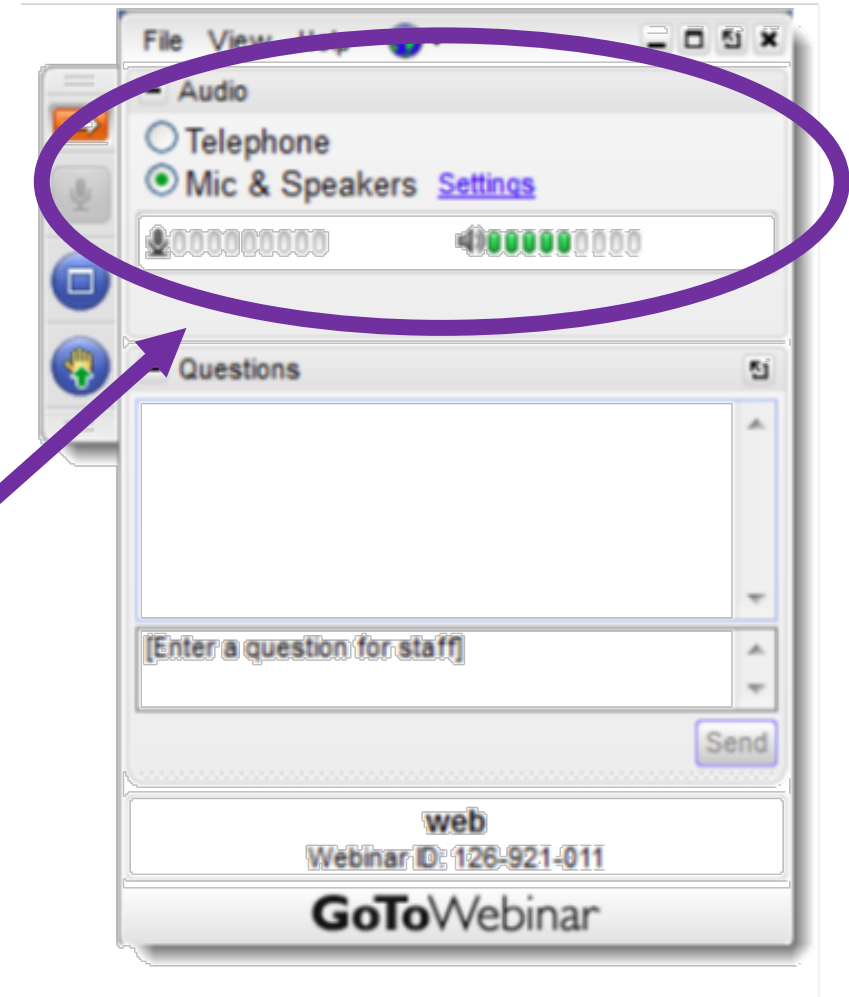 File View Help
Audio
Telephone
Mic & Speakers Settings
Questions
[Enter a question for staff]
Send
web
Webinar ID: 126-921-011
GoToWebinar